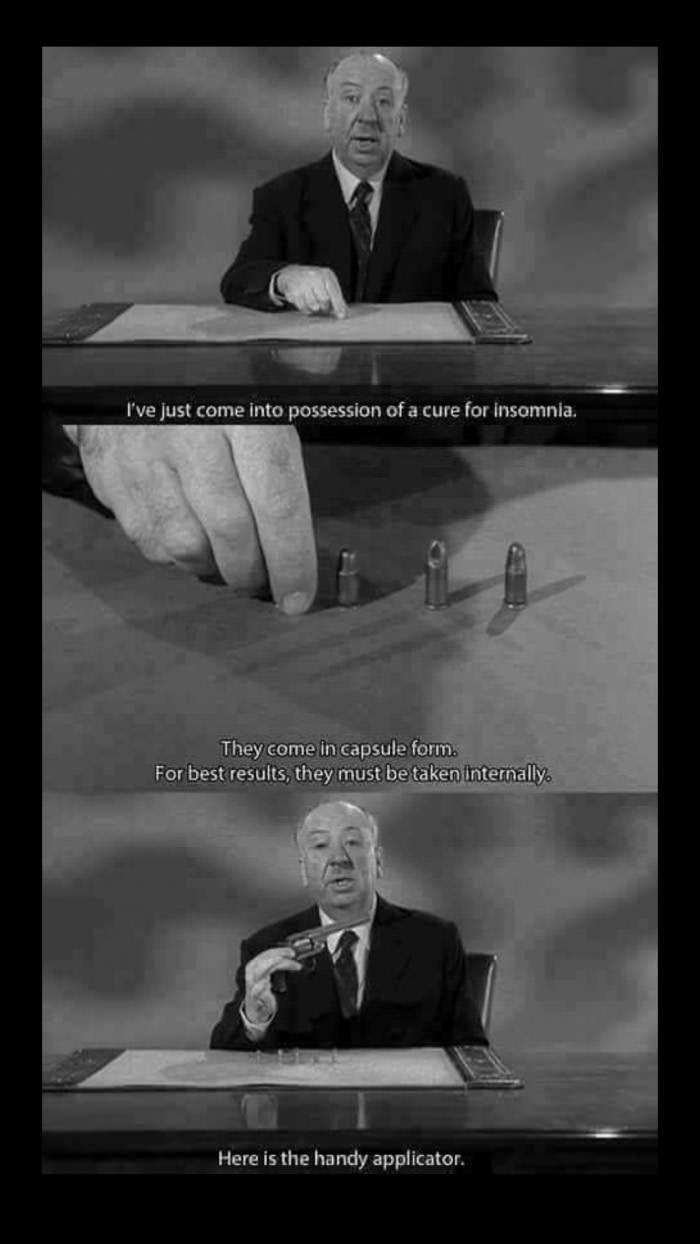 I've just come into possession of a cure for insomnia.
They come in capsule form.
For best results, they must be taken internally.
Here is the handy applicator.